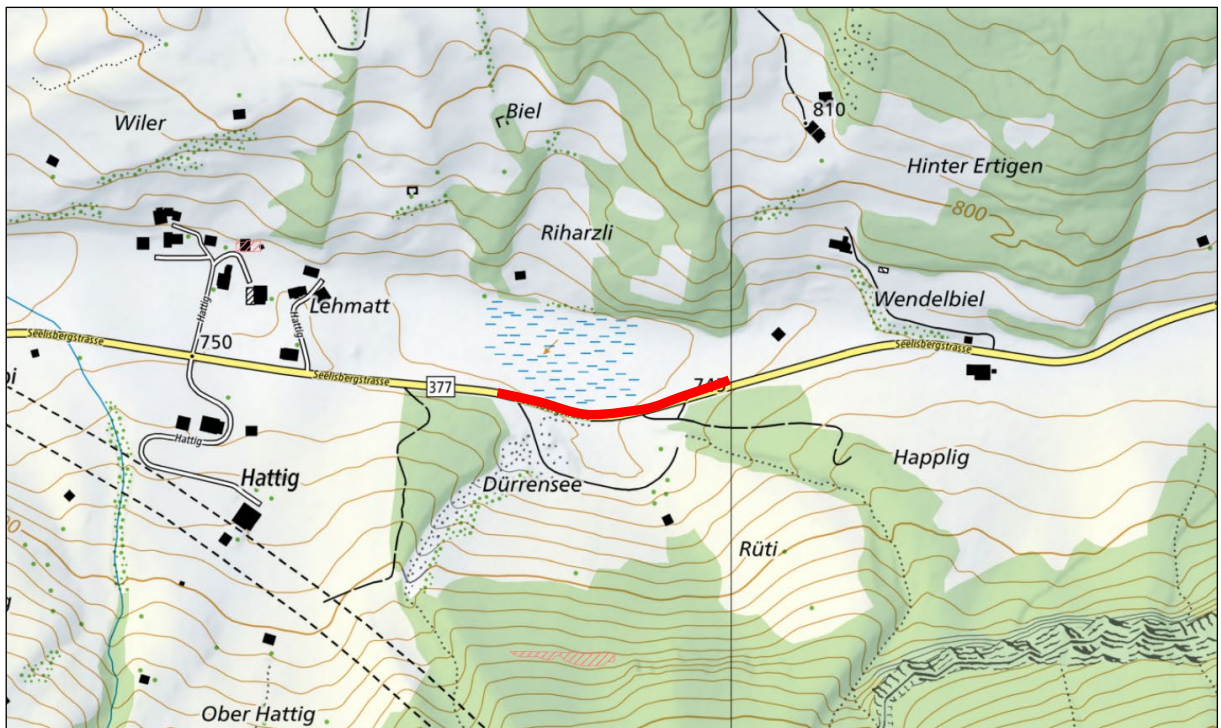 Biel
810
Wiler
Hinter Ertigen
800
Riharzli
Wendelbiel
Lehmatt
Hattig
Hattig
Seelisbergstrasse
750
Seelisbergstrasse
Seelisbergstrasse
377
Hattig
Happlig
Hattig
Dürrensee
Rüti
Ober Hattig